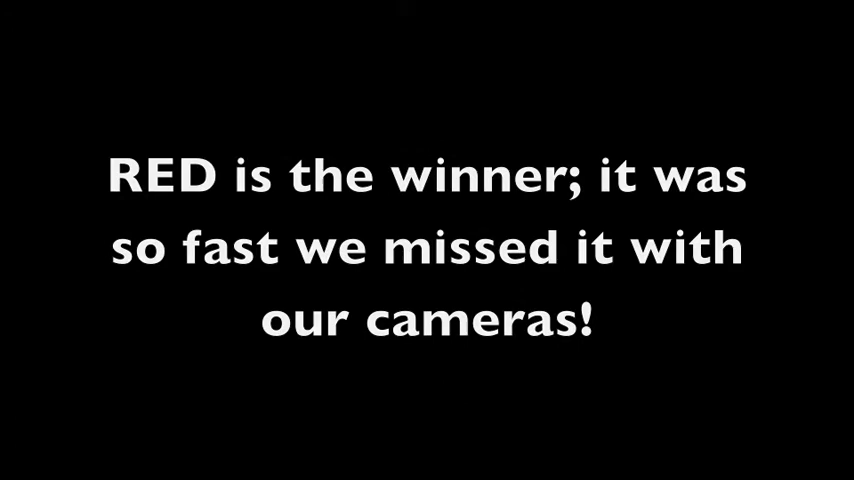 RED is the winner; it was
so fast we missed it with
our cameras!